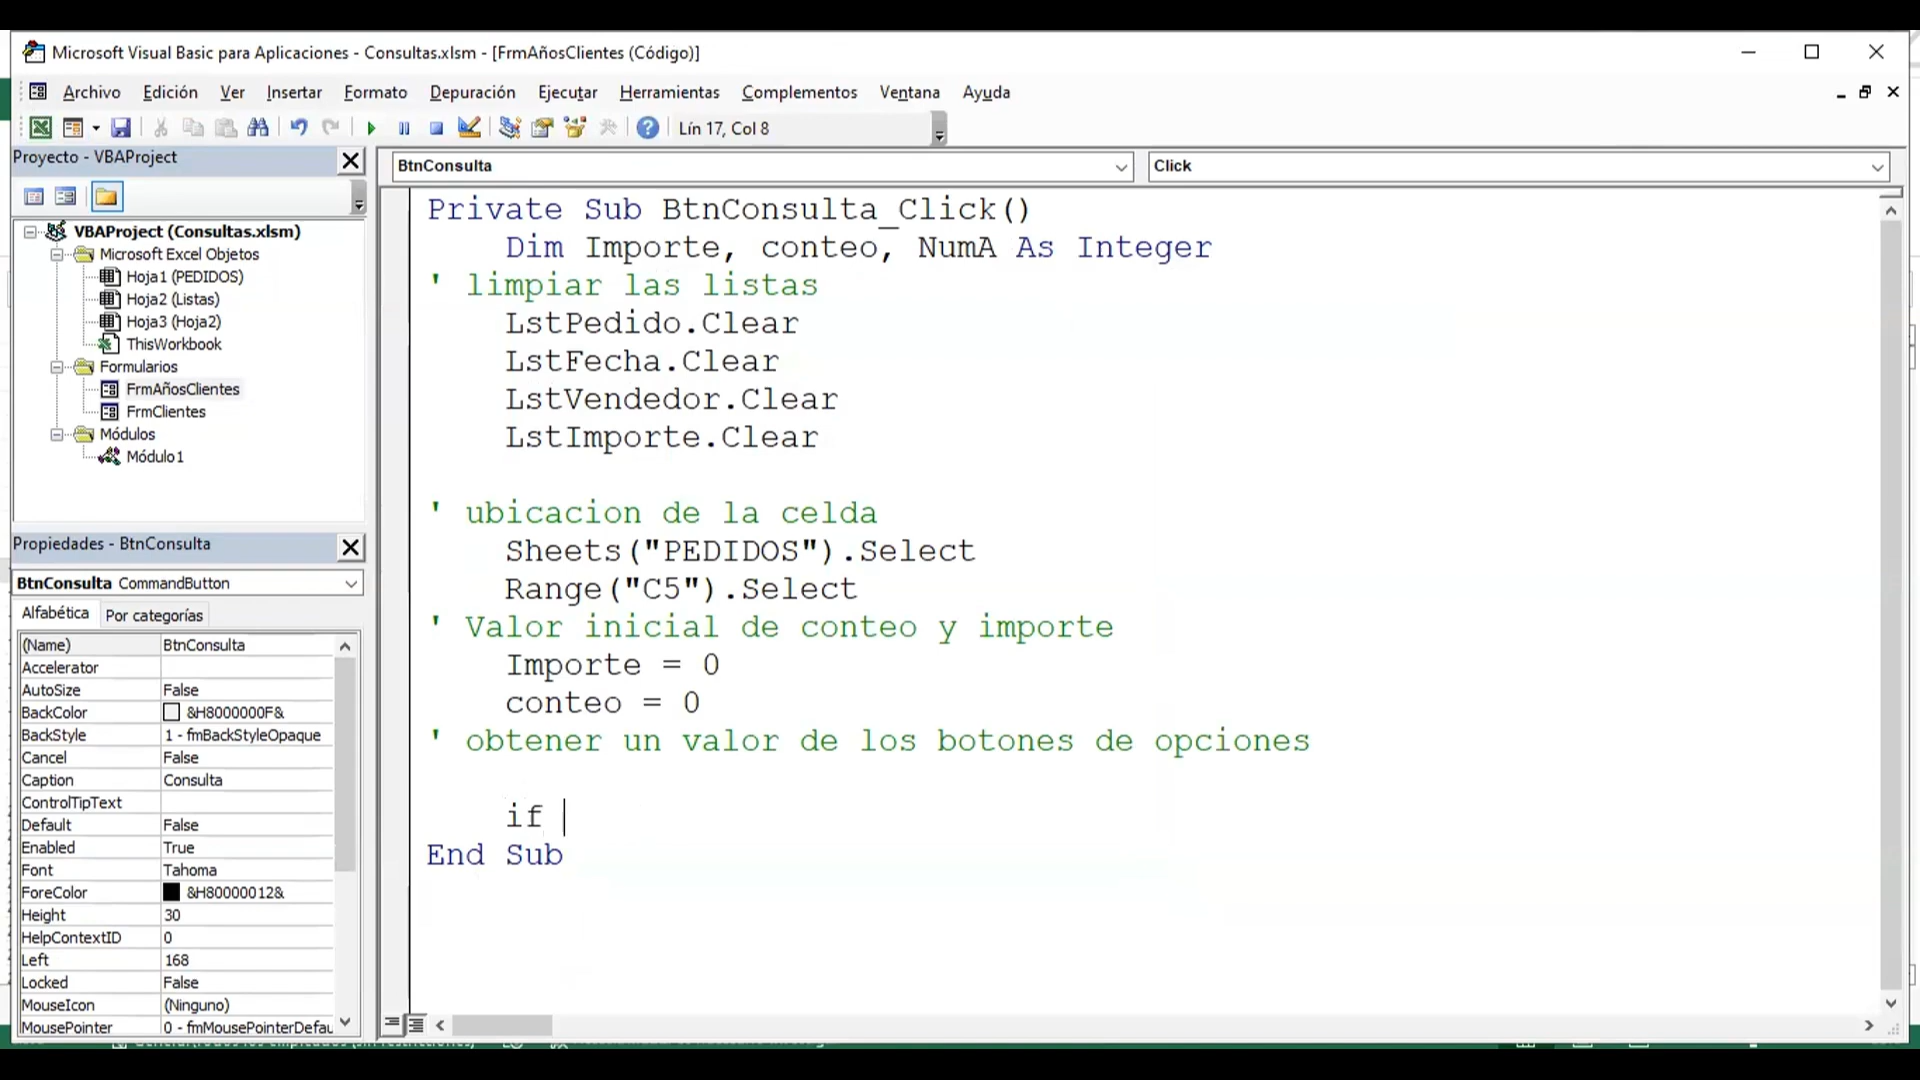 Microsoft Visual Basic para Aplicaciones - Consultas.xlsm - [FrmAñosClientes (Código)]
Archivo Edición Ver Insertar Formato Depuración Ejecutar Herramientas Complementos Ventana Ayuda
Lín 17, Col 8
Proyecto - VBAProject
VBAProject (Consultas.xlsm)
Microsoft Excel Objetos
Hoja1 (PEDIDOS)
Hoja2 (Listas)
Hoja3 (Hoja2)
ThisWorkbook
Formularios
FrmAñosClientes
FrmClientes
Módulos
Módulo1
Propiedades - BtnConsulta
BtnConsulta CommandButton
Alfabética Por categorías
(Name) BtnConsulta
Accelerator
AutoSize False
BackColor &H8000000F&
BackStyle 1 - fmBackStyleOpaque
Cancel False
Caption Consulta
ControlTipText
Default False
Enabled True
Font Tahoma
ForeColor &H80000012&
Height 30
HelpContextID 0
Left 168
Locked False
MouseIcon (Ninguno)
MousePointer 0 - fmMousePointerDefau
BtnConsulta Click
Private Sub BtnConsulta_Click()
Dim Importe, conteo, NumA As Integer
' limpiar las listas
LstPedido.Clear
LstFecha.Clear
LstVendedor.Clear
LstImporte.Clear
' ubicacion de la celda
Sheets("PEDIDOS").Select
Range("C5").Select
' Valor inicial de conteo y importe
Importe = 0
conteo = 0
' obtener un valor de los botones de opciones
if
End Sub